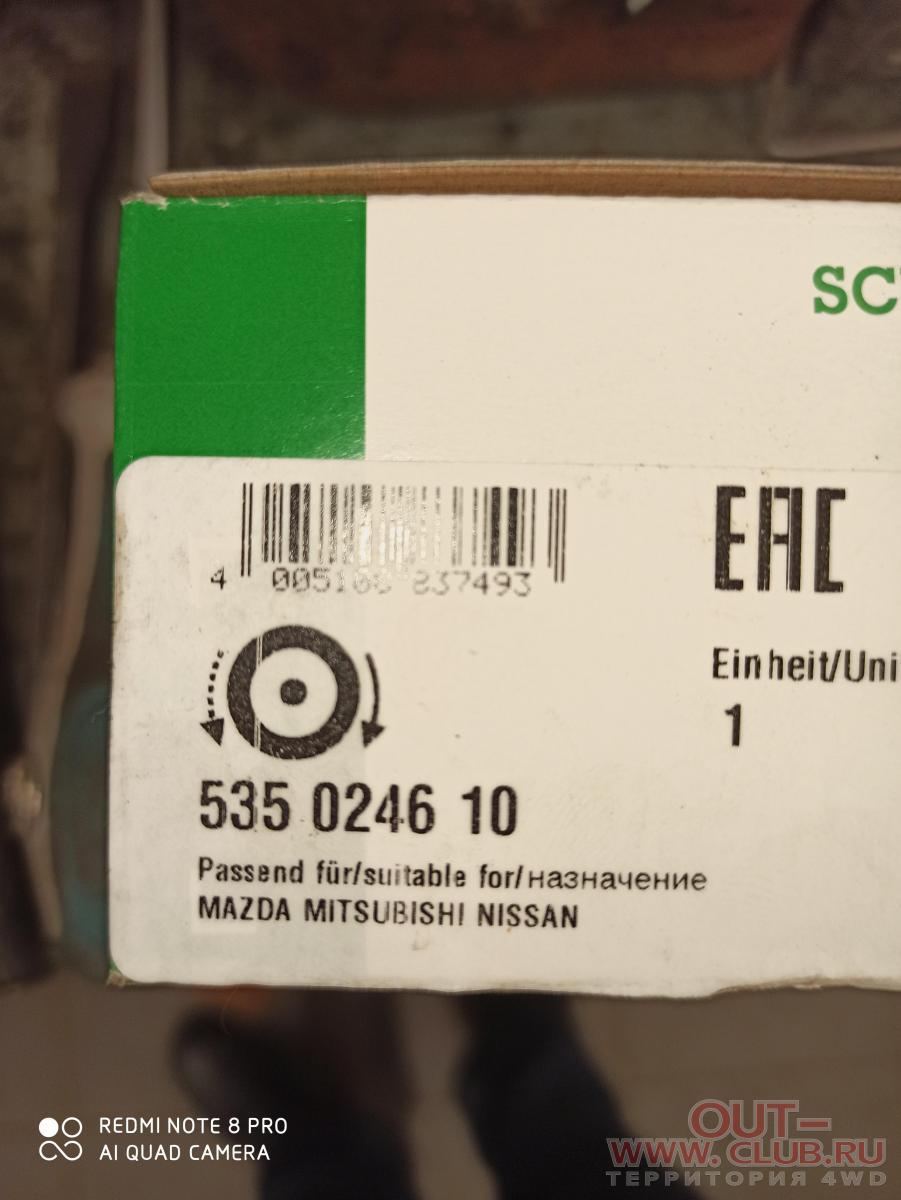 SC
4 005108 837493
EAC
Einheit/Uni
1
535 0246 10
Passend für/suitable for/назначение
MAZDA MITSUBISHI NISSAN
REDMI NOTE 8 PRO
AI QUAD CAMERA
OUT-
WWW.CLUB.RU
ТЕРРИТОРИЯ 4WD